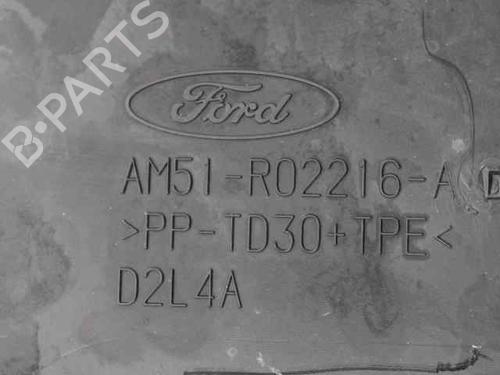 B-PARTS
Ford
AM51-R02216-A
>PP-TD30+TPE<
D2L4A